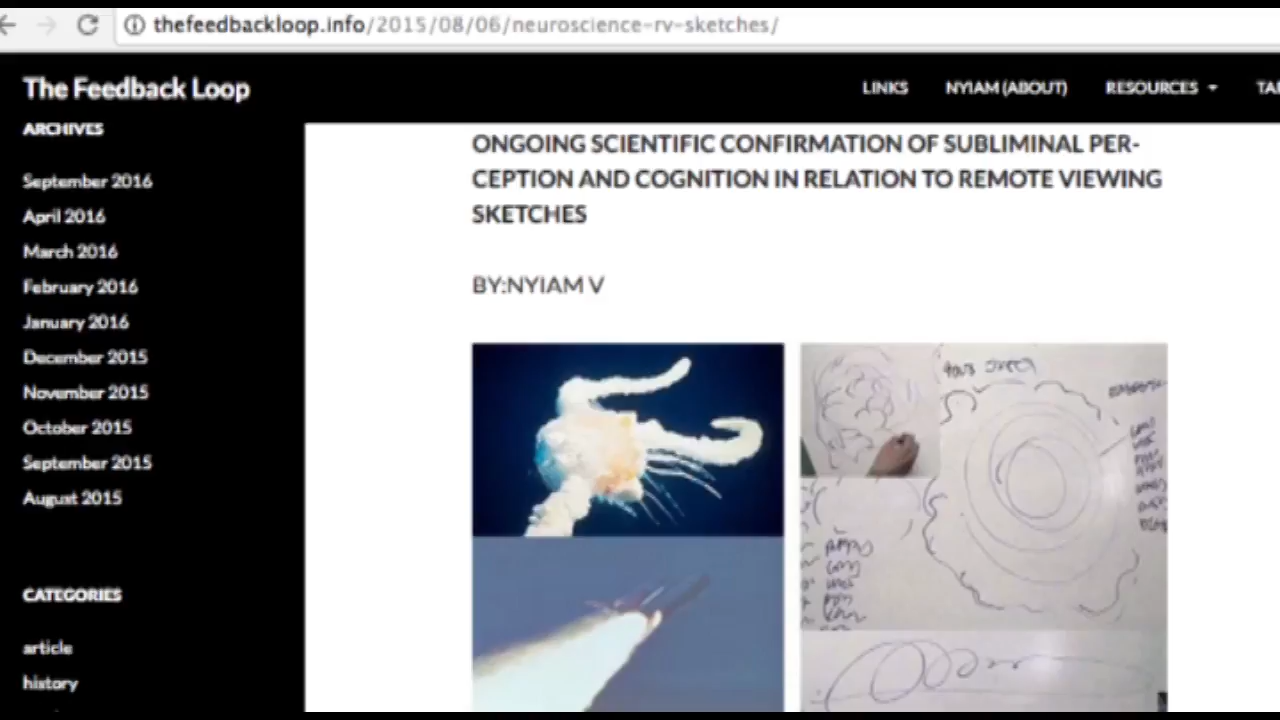 thefeedbackloop.info/2015/08/06/neuroscience-rv-sketches/
The Feedback Loop
LINKS
NYIAM (ABOUT)
RESOURCES
ARCHIVES
September 2016
April 2016
March 2016
February 2016
January 2016
December 2015
November 2015
October 2015
September 2015
August 2015
CATEGORIES
article
history
ONGOING SCIENTIFIC CONFIRMATION OF SUBLIMINAL PER-
CEPTION AND COGNITION IN RELATION TO REMOTE VIEWING
SKETCHES
BY:NYIAM V